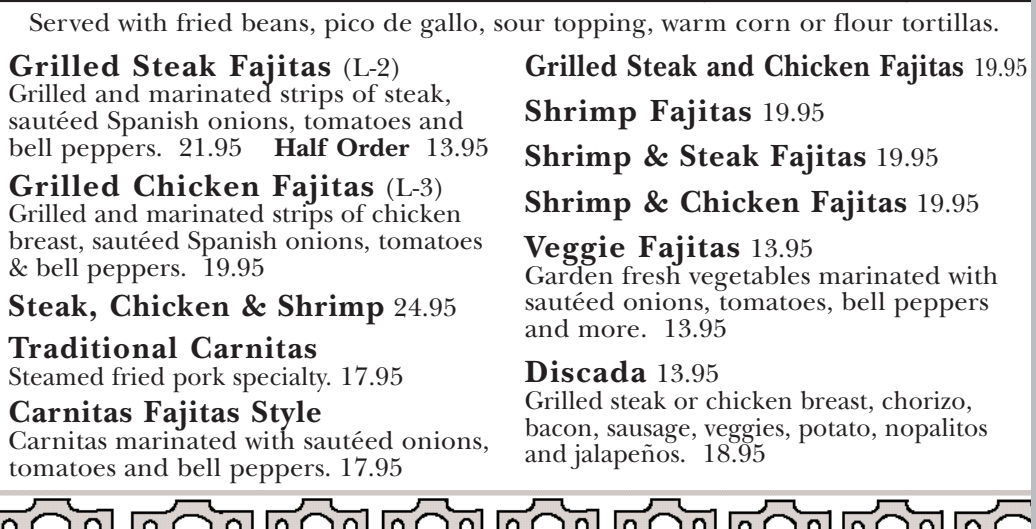 Served with fried beans, pico de gallo, sour topping, warm corn or flour tortillas.
Grilled Steak Fajitas (L-2)
Grilled and marinated strips of steak,
sautéed Spanish onions, tomatoes and
bell peppers. 21.95 Half Order 13.95
Grilled Chicken Fajitas (L-3)
Grilled and marinated strips of chicken
breast, sautéed Spanish onions, tomatoes
& bell peppers. 19.95
Steak, Chicken & Shrimp 24.95
Traditional Carnitas
Steamed fried pork specialty. 17.95
Carnitas Fajitas Style
Carnitas marinated with sautéed onions,
tomatoes and bell peppers. 17.95
Grilled Steak and Chicken Fajitas 19.95
Shrimp Fajitas 19.95
Shrimp & Steak Fajitas 19.95
Shrimp & Chicken Fajitas 19.95
Veggie Fajitas 13.95
Garden fresh vegetables marinated with
sautéed onions, tomatoes, bell peppers
and more. 13.95
Discada 13.95
Grilled steak or chicken breast, chorizo,
bacon, sausage, veggies, potato, nopalitos
and jalapeños. 18.95